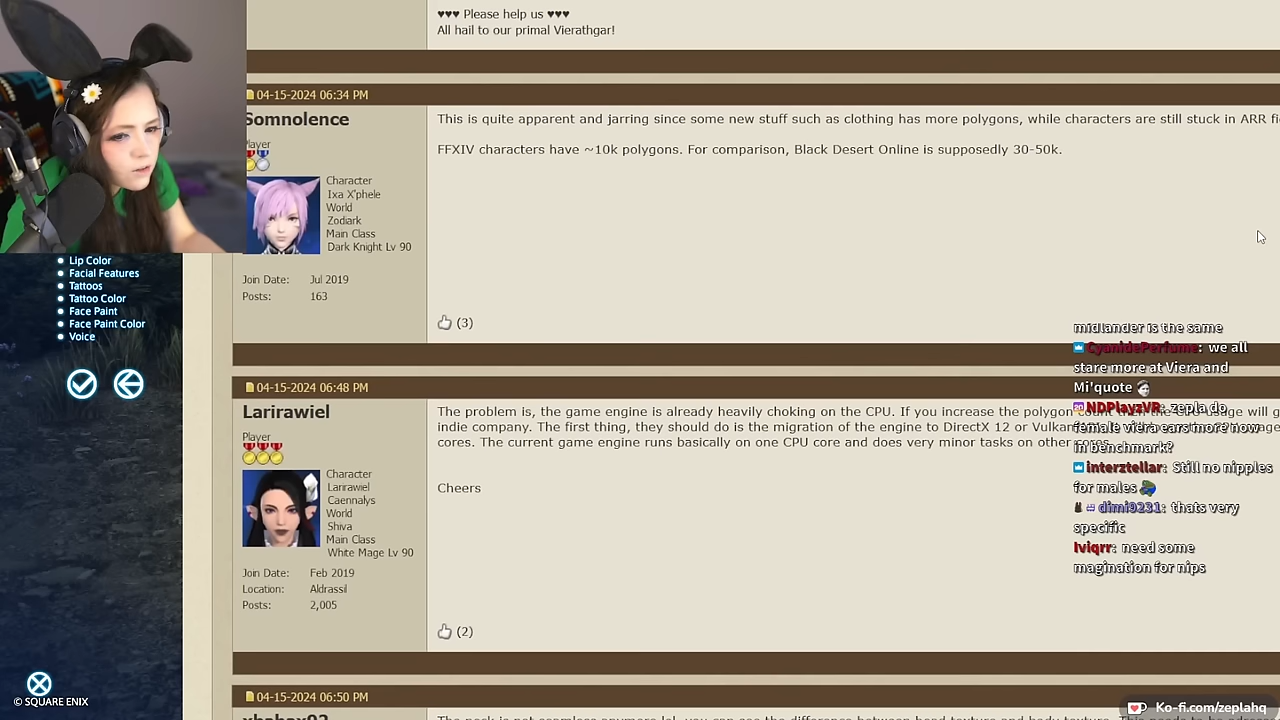 ♥♥♥ Please help us ♥♥♥
All hail to our primal Vierathgar!
04-15-2024 06:34 PM
Somnolence
Player
Character
Ixa X'phele
World
Zodiark
Main Class
Dark Knight Lv 90
Join Date: Jul 2019
Posts: 163
This is quite apparent and jarring since some new stuff such as clothing has more polygons, while characters are still stuck in ARR
FFXIV characters have ~10k polygons. For comparison, Black Desert Online is supposedly 30-50k.
(3)
Lip Color
Facial Features
Tattoos
Tattoo Color
Face Paint
Face Paint Color
Voice
04-15-2024 06:48 PM
Larirawiel
Player
Character
Larirawiel
Caennalys
World
Shiva
Main Class
White Mage Lv 90
Join Date: Feb 2019
Location: Aldrassil
Posts: 2,005
The problem is, the game engine is already heavily choking on the CPU. If you increase the polygon
indie company. The first thing, they should do is the migration of the engine to DirectX 12 or Vulkan
cores. The current game engine runs basically on one CPU core and does very minor tasks on other
Cheers
(2)
midlander is the same
CyanidePerfume: we all
stare more at Viera and
Mi'quote
NDPlayzVR: zepla do
female viera ears more now
in benchmark?
interztellar: Still no nipples
for males
dimi9231: thats very
specific
lviqrr: need some
magination for nips
04-15-2024 06:50 PM
© SQUARE ENIX
Ko-fi.com/zeplahq